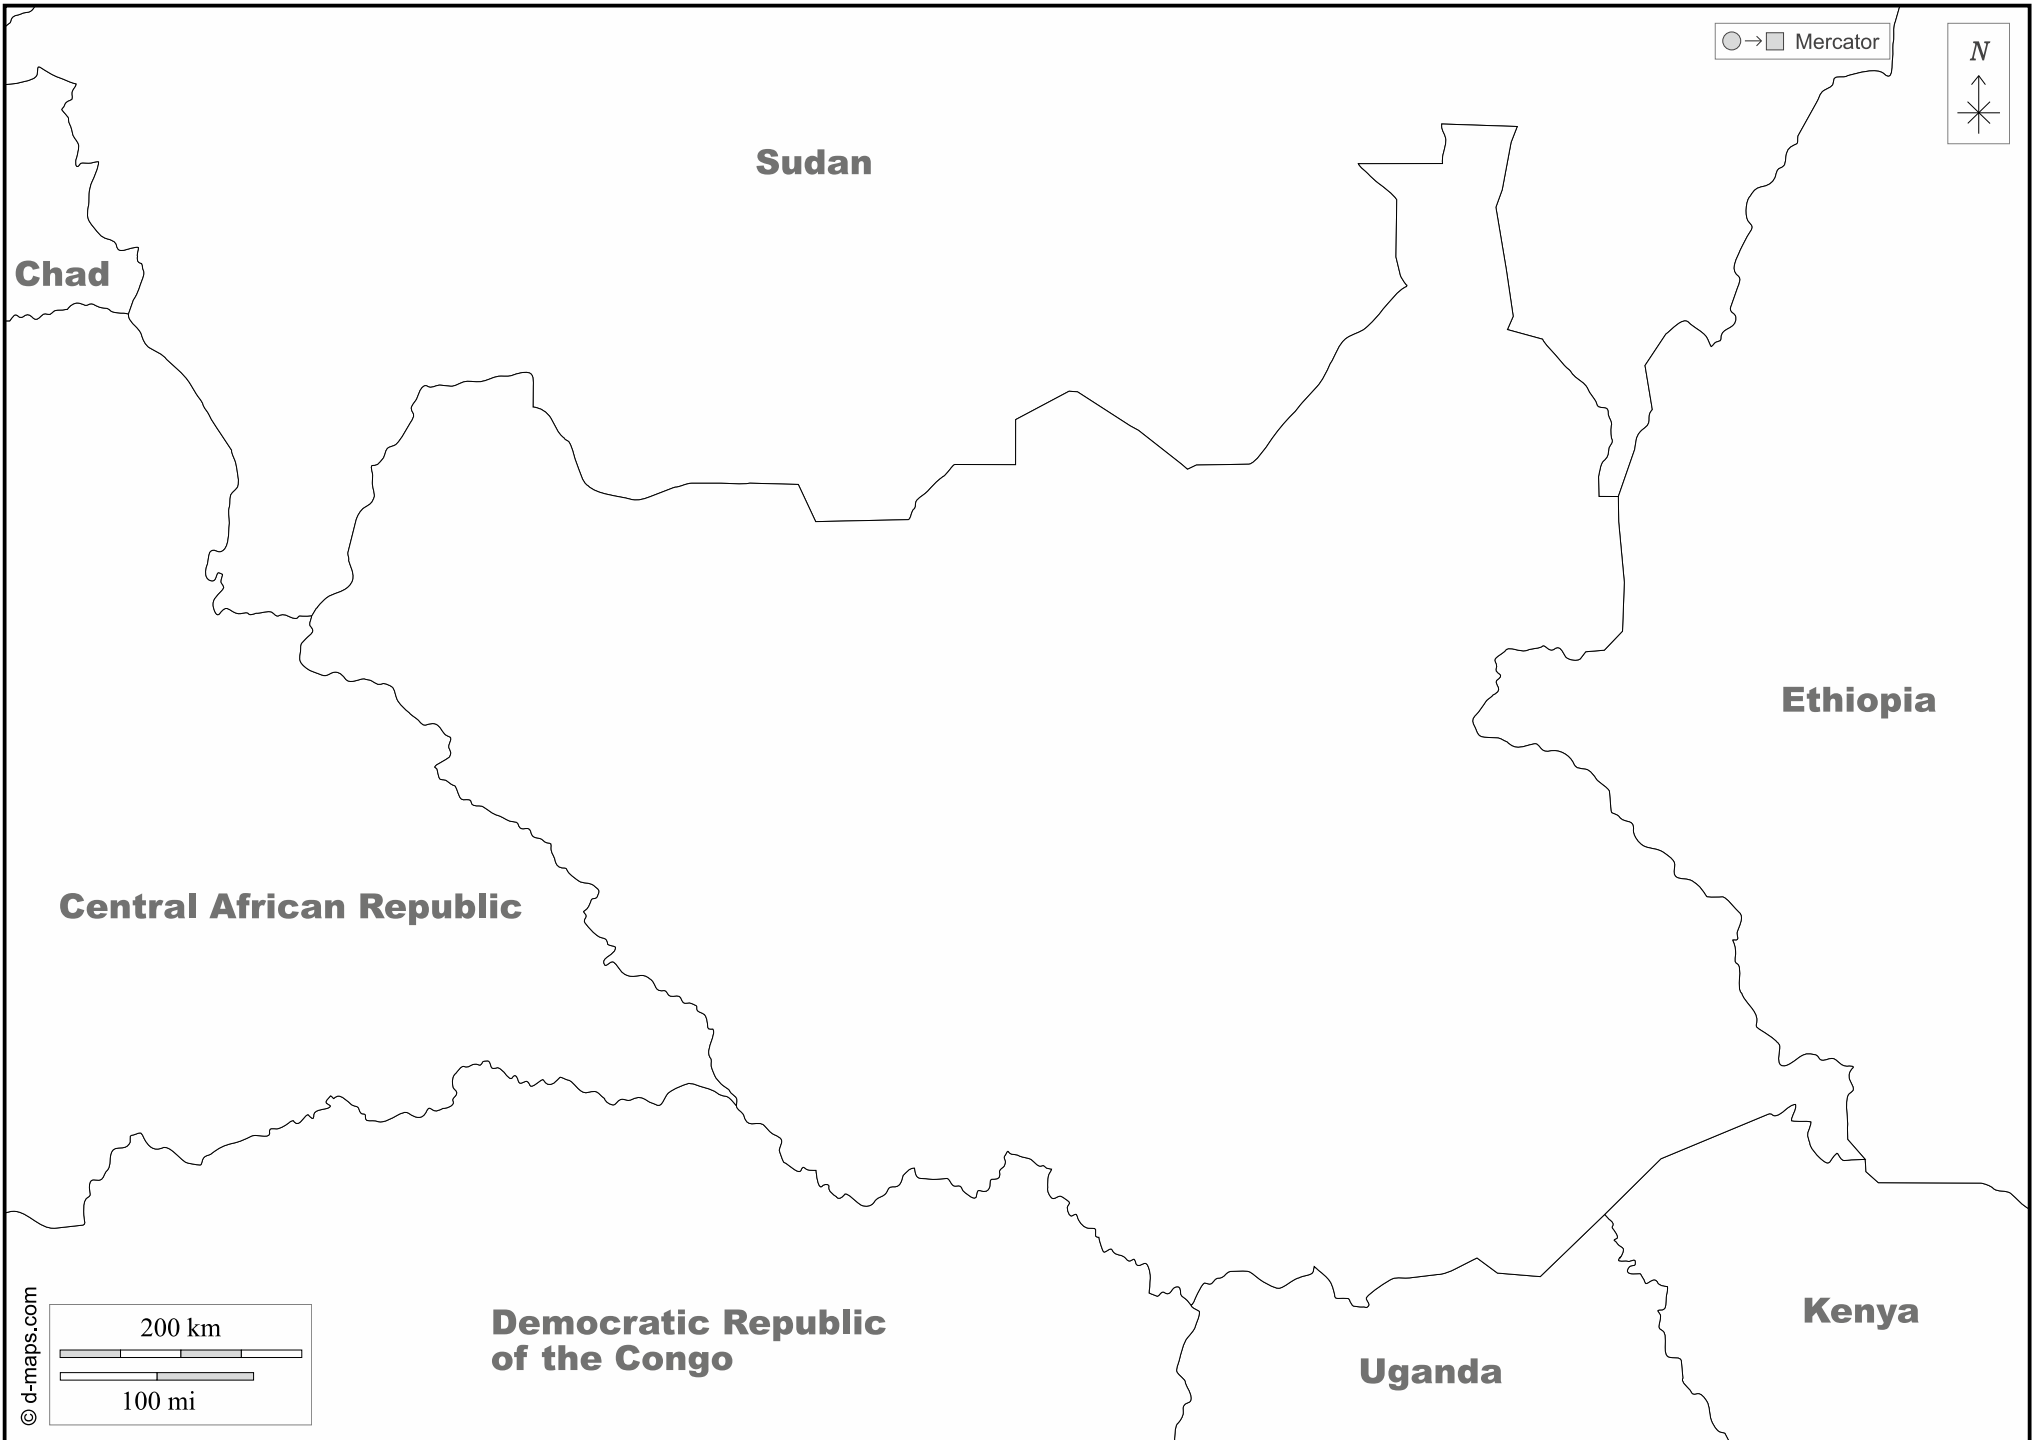 Mercator
N
Sudan
Chad
Ethiopia
Central African Republic
Democratic Republic
of the Congo
Kenya
Uganda
200 km
100 mi
© d-maps.com